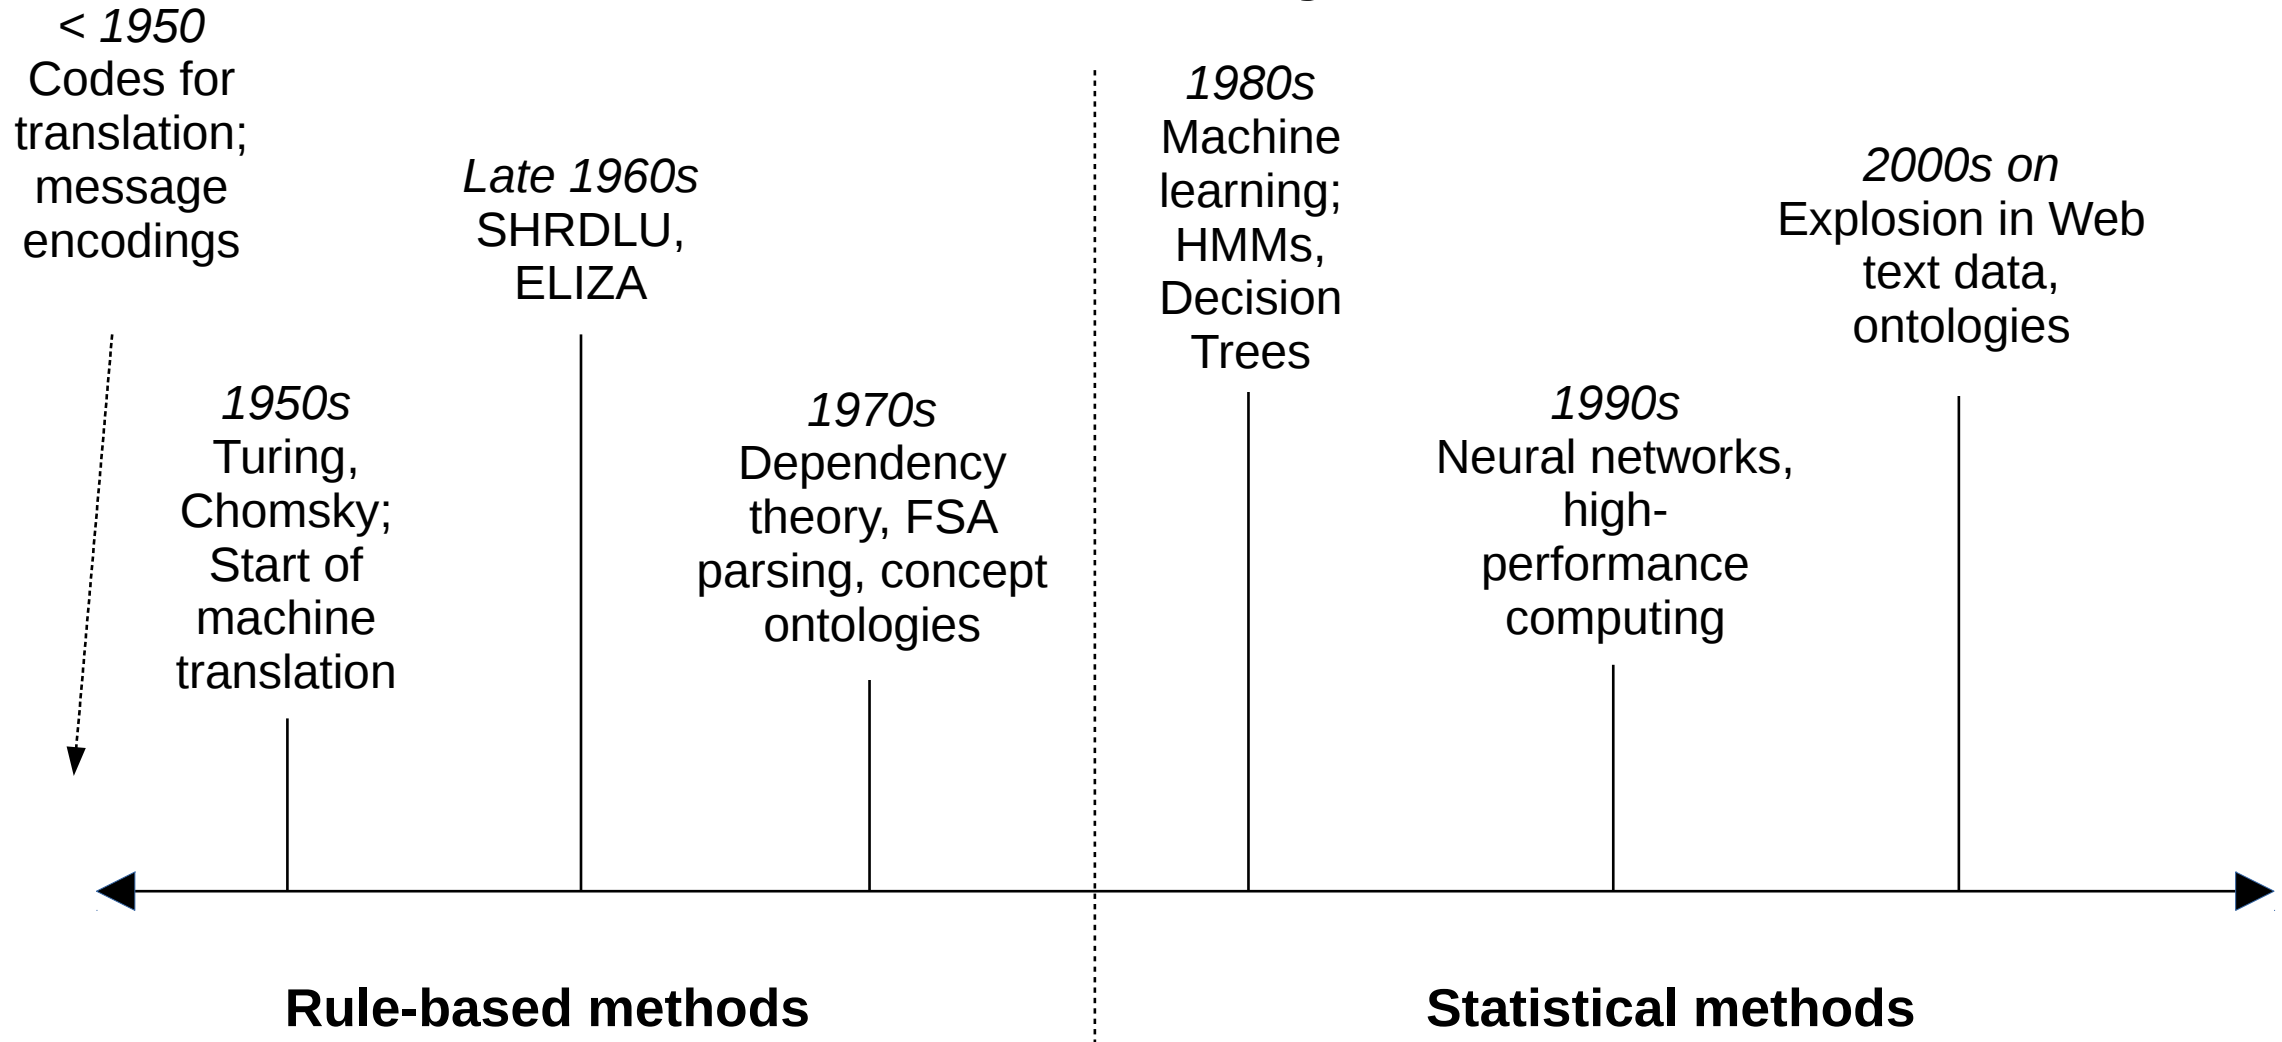 < 1950
Codes for
translation;
message
encodings
1950s
Turing,
Chomsky;
Start of
machine
translation
Late 1960s
SHRDLU,
ELIZA
1970s
Dependency
theory, FSA
parsing, concept
ontologies
1980s
Machine
learning;
HMMs,
Decision
Trees
1990s
Neural networks,
high-
performance
computing
2000s on
Explosion in Web
text data,
ontologies
Rule-based methods
Statistical methods